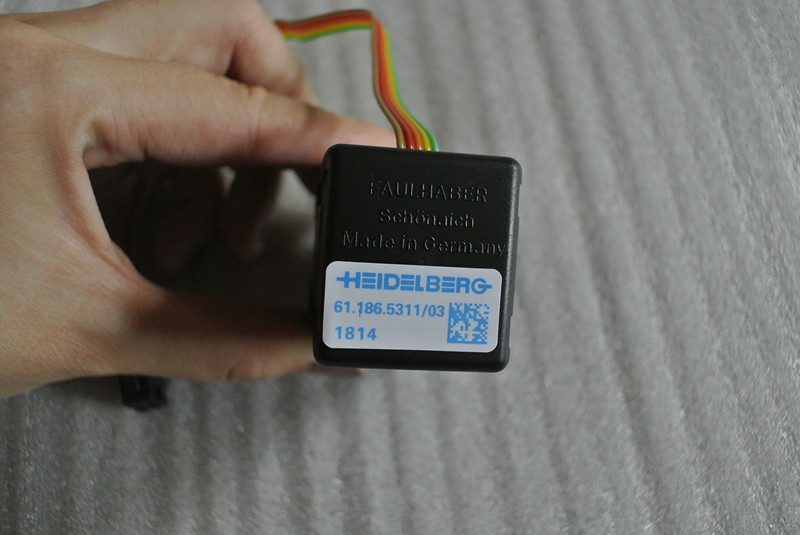 FAULHABER
Schönaich
Made in Germany
HEIDELBERG
61.186.5311/03
1814